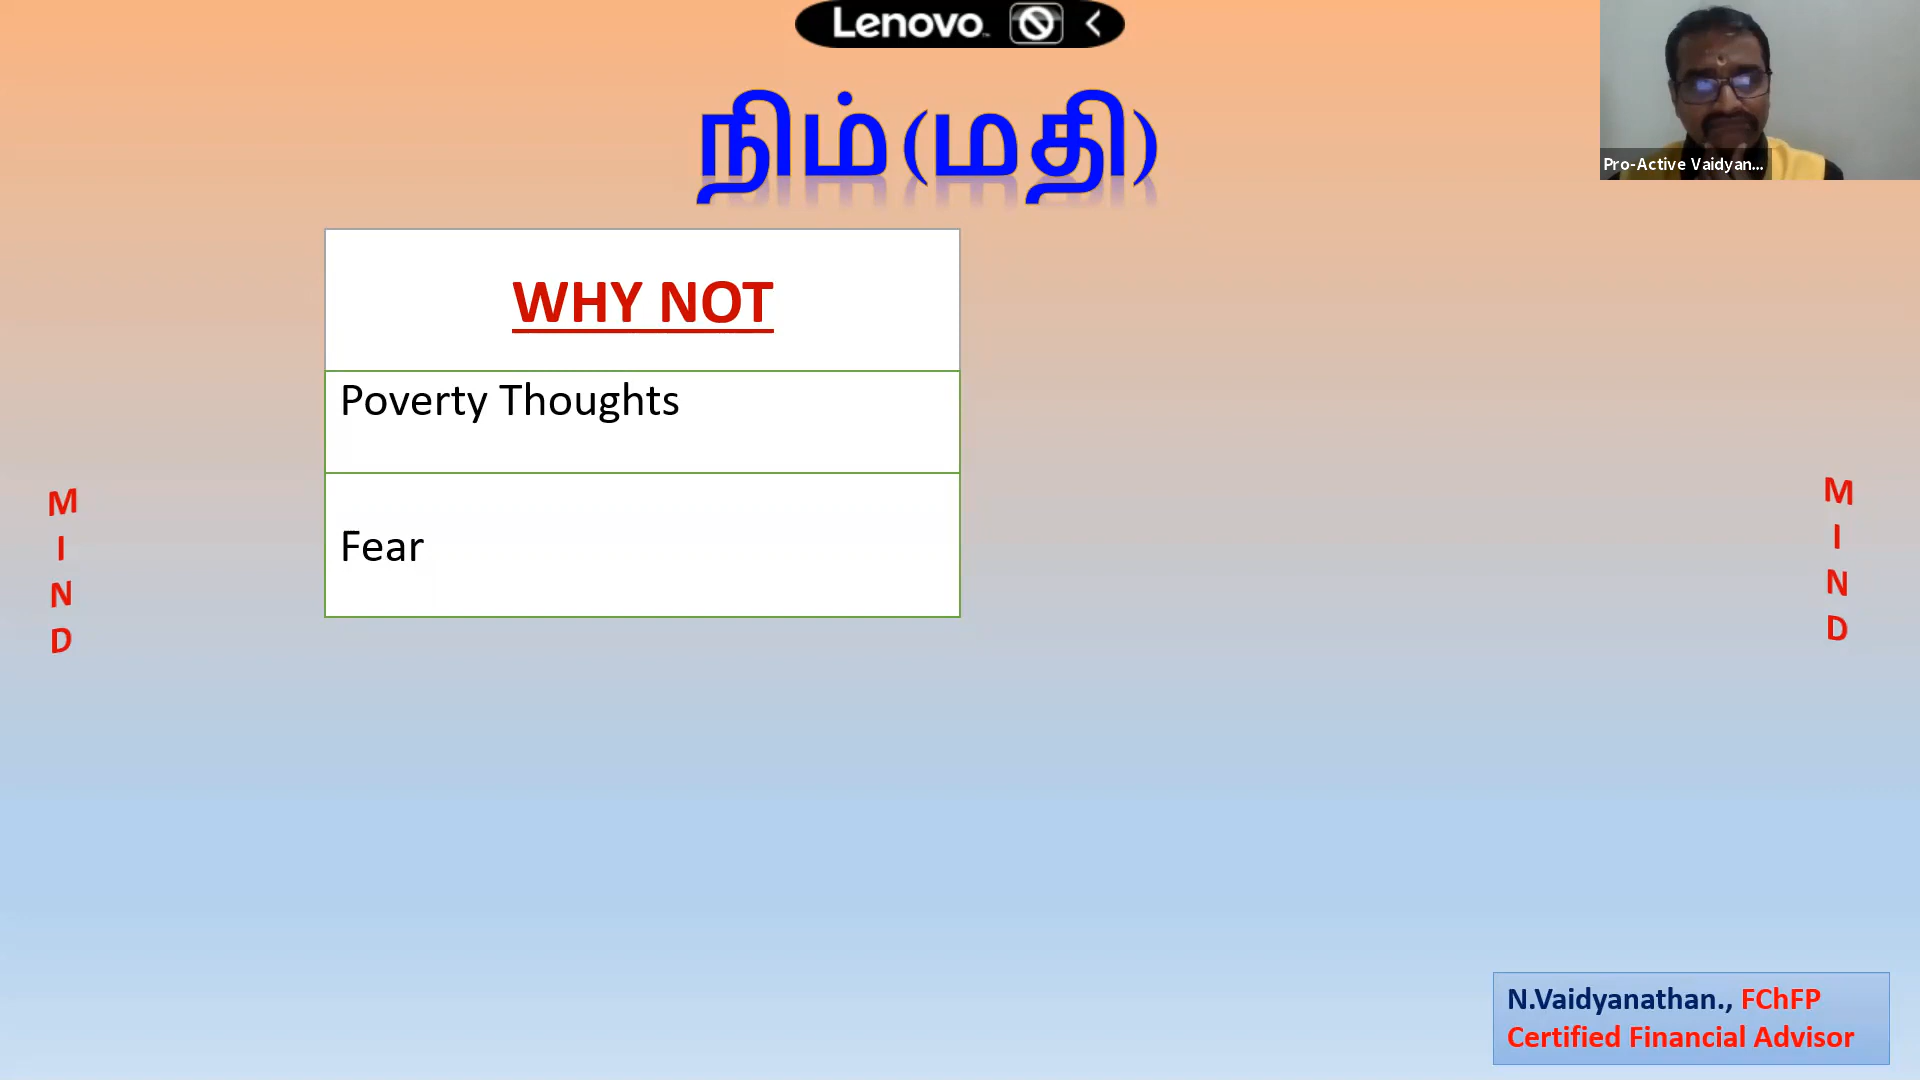 Lenovo
நிம்(மதி)
Pro-Active Vaidyan...
WHY NOT
Poverty Thoughts
Fear
M
I
N
D
M
I
N
D
N.Vaidyanathan., FChFP
Certified Financial Advisor